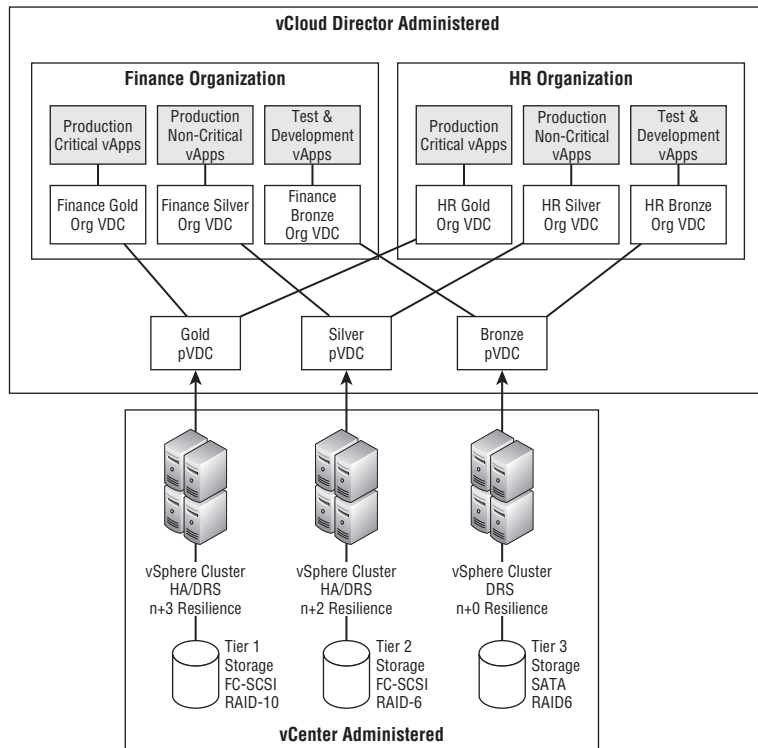 vCloud Director Administered
Finance Organization
Production
Critical vApps
Production
Non-Critical
vApps
Test &
Development
vApps
Finance Gold
Org VDC
Finance Silver
Org VDC
Finance
Bronze
Org VDC
HR Organization
Production
Critical vApps
Production
Non-Critical
vApps
Test &
Development
vApps
HR Gold
Org VDC
HR Silver
Org VDC
HR Bronze
Org VDC
Gold
pVDC
Silver
pVDC
Bronze
pVDC
vSphere Cluster
HA/DRS
n+3 Resilience
vSphere Cluster
HA/DRS
n+2 Resilience
vSphere Cluster
DRS
n+0 Resilience
Tier 1
Storage
FC-SCSI
RAID-10
Tier 2
Storage
FC-SCSI
RAID-6
Tier 3
Storage
SATA
RAID6
vCenter Administered